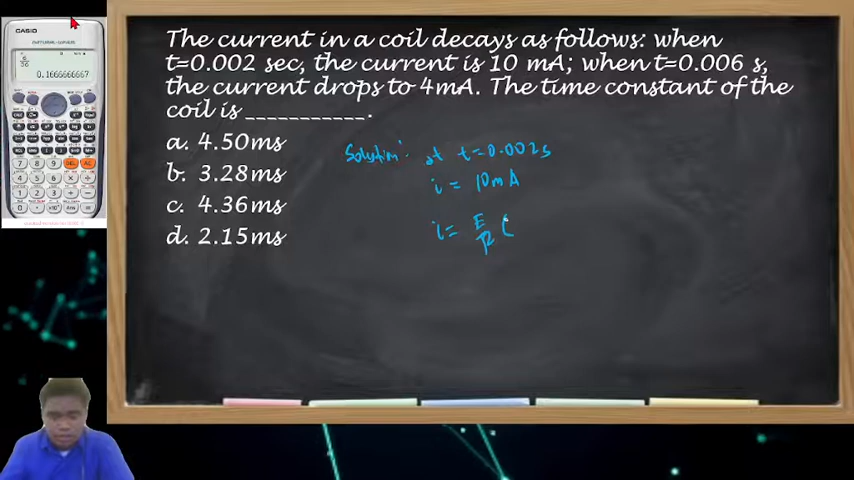 CASIO
0.1666666667
The current in a coil decays as follows: when
t=0.002 sec, the current is 10 mA; when t=0.006 s,
the current drops to 4mA. The time constant of the
coil is ___________.
a. 4.50ms
b. 3.28ms
c. 4.36ms
d. 2.15ms
Solution: at t=0.002s
i = 10mA
i = E/R (